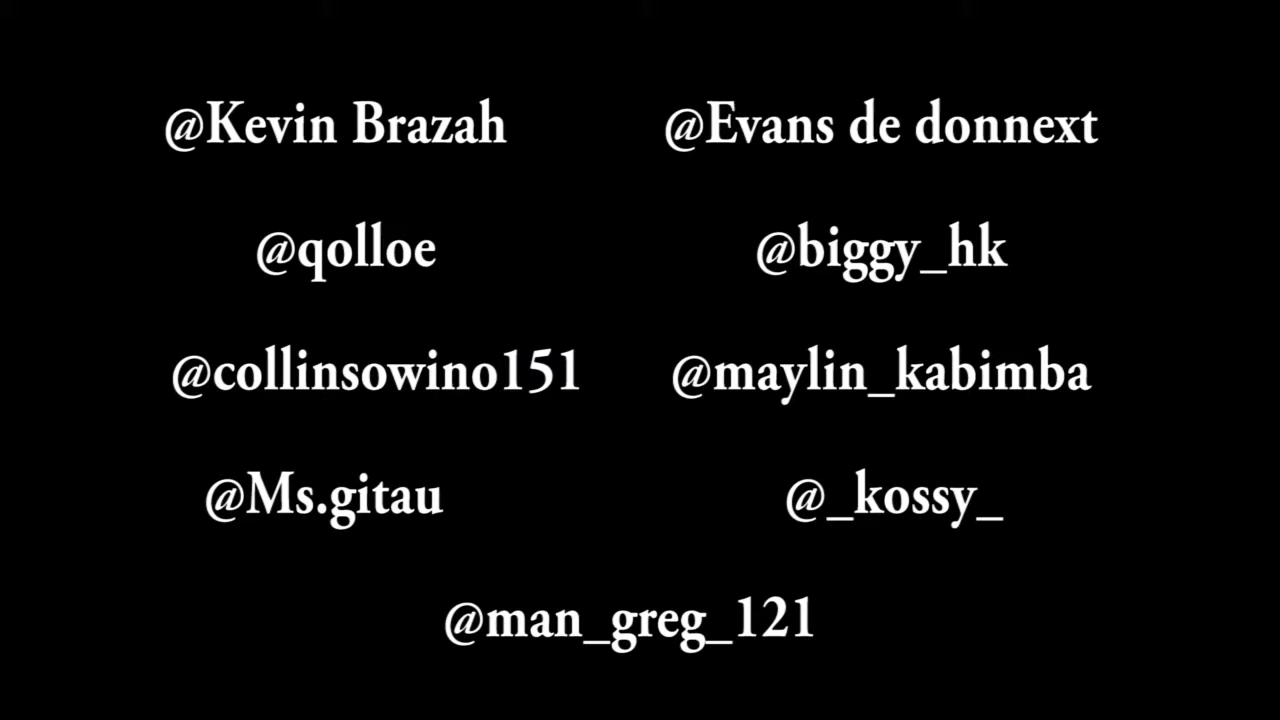 @Kevin Brazah
@Evans de donnext
@qolloe
@biggy_hk
@collinsowino151
@maylin_kabimba
@Ms.gitau
@_kossy_
@man_greg_121